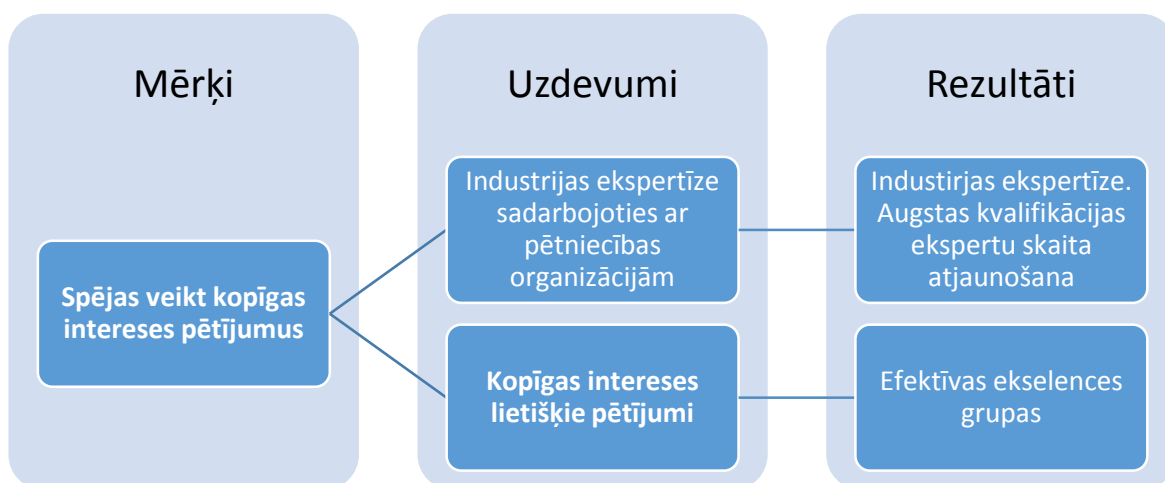 Mērķi
Spējas veikt kopīgas
intereses pētījumus
Uzdevumi
Industrijas ekspertīze
sadarbojoties ar
pētniecības
organizācijām
Kopīgas intereses
lietišķie pētījumi
Rezultāti
Industirjas ekspertīze.
Augstas kvalifikācijas
ekspertu skaita
atjaunošana
Efektīvas ekselences
grupas